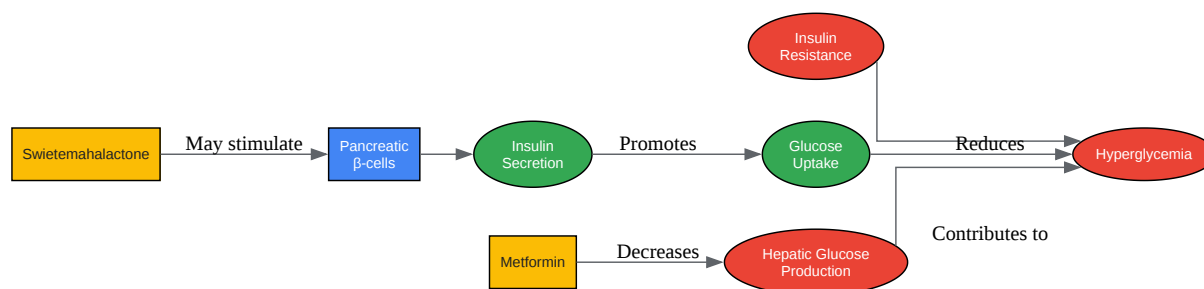 Insulin
Resistance
Swietemahalactone
May stimulate
Pancreatic
β-cells
Insulin
Secretion
Promotes
Glucose
Uptake
Reduces
Hyperglycemia
Contributes to
Metformin
Decreases
Hepatic Glucose
Production